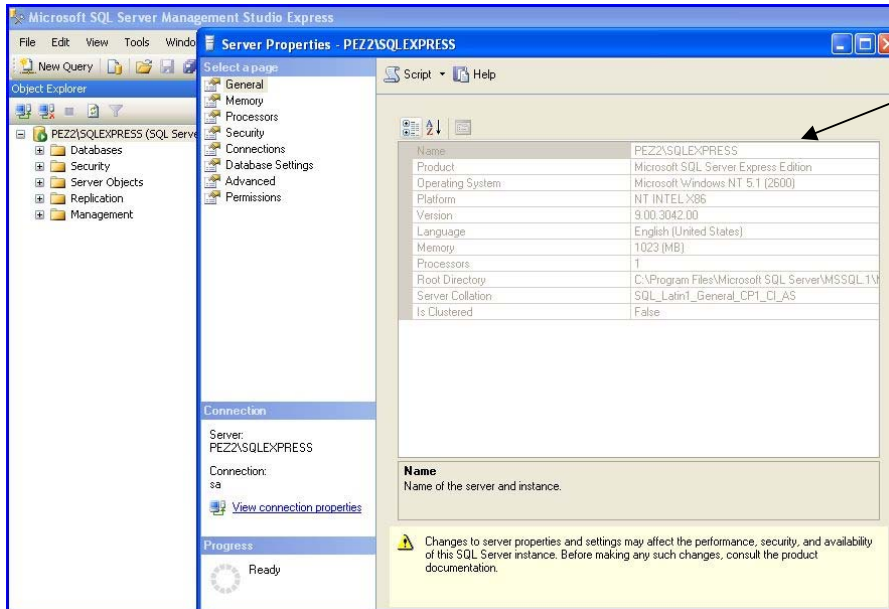 Microsoft SQL Server Management Studio Express
File Edit View Tools Windo
New Query
Object Explorer
PEZ2\SQLEXPRESS (SQL Serve
Databases
Security
Server Objects
Replication
Management
Server Properties - PEZ2\SQLEXPRESS
Select a page
General
Memory
Processors
Security
Connections
Database Settings
Advanced
Permissions
Connection
Server:
PEZ2\SQLEXPRESS
Connection:
sa
View connection properties
Progress
Ready
Script Help
Name PEZ2\SQLEXPRESS
Product Microsoft SQL Server Express Edition
Operating System Microsoft Windows NT 5.1 (2600)
Platform NT INTEL X86
Version 9.00.3042.00
Language English (United States)
Memory 1023 (MB)
Processors 1
Root Directory C:\Program Files\Microsoft SQL Server\MSSQL.1\
Server Collation SQL_Latin1_General_CP1_CI_AS
Is Clustered False
Name
Name of the server and instance.
Changes to server properties and settings may affect the performance, security, and availability
of this SQL Server instance. Before making any such changes, consult the product
documentation.